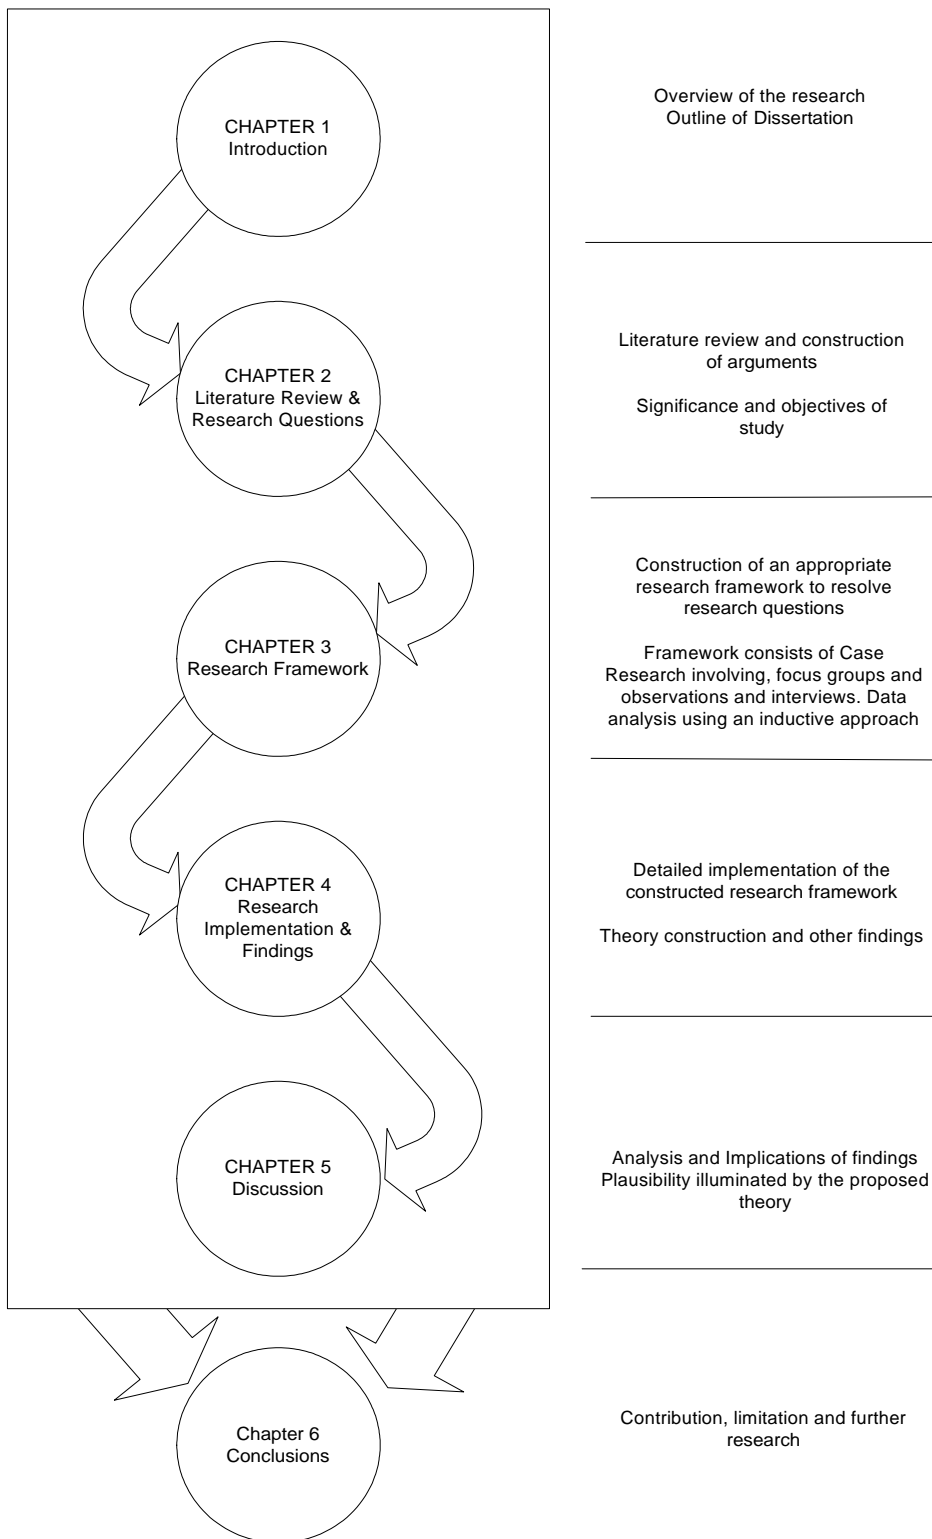 CHAPTER 1
Introduction
Overview of the research
Outline of Dissertation
CHAPTER 2
Literature Review &
Research Questions
Literature review and construction
of arguments
Significance and objectives of
study
CHAPTER 3
Research Framework
Construction of an appropriate
research framework to resolve
research questions
Framework consists of Case
Research involving, focus groups and
observations and interviews. Data
analysis using an inductive approach
CHAPTER 4
Research
Implementation &
Findings
Detailed implementation of the
constructed research framework
Theory construction and other findings
CHAPTER 5
Discussion
Analysis and Implications of findings
Plausibility illuminated by the proposed
theory
Chapter 6
Conclusions
Contribution, limitation and further
research